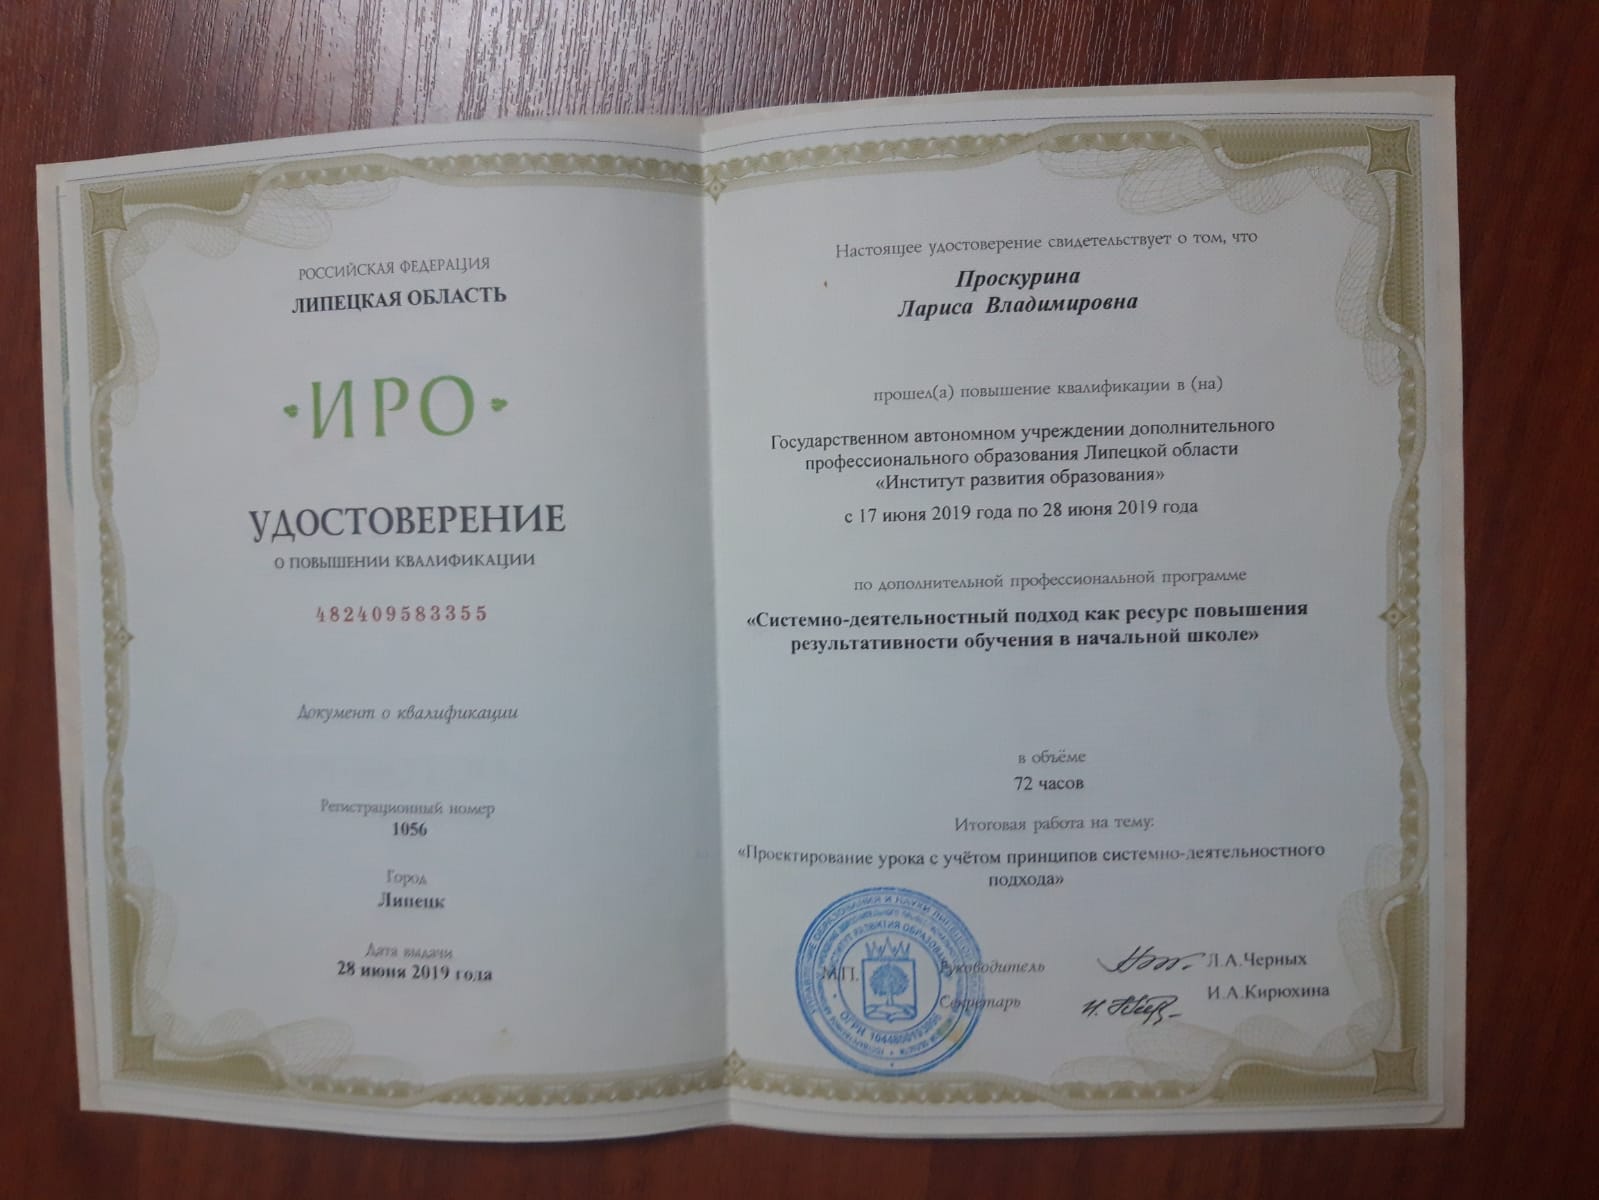 РОССИЙСКАЯ ФЕДЕРАЦИЯ
ЛИПЕЦКАЯ ОБЛАСТЬ
ИРО
УДОСТОВЕРЕНИЕ
О ПОВЫШЕНИИ КВАЛИФИКАЦИИ
482409583355
Документ о квалификации
Регистрационный номер
1056
Город
Липецк
Дата выдачи
28 июня 2019 года
Настоящее удостоверение свидетельствует о том, что
Проскурина
Лариса Владимировна
прошел(а) повышение квалификации в (на)
Государственном автономном учреждении дополнительного
профессионального образования Липецкой области
«Институт развития образования»
с 17 июня 2019 года по 28 июня 2019 года
по дополнительной профессиональной программе
«Системно-деятельностный подход как ресурс повышения
результативности обучения в начальной школе»
в объёме
72 часов
Итоговая работа на тему:
«Проектирование урока с учётом принципов системно-деятельностного
подхода»
М.П.
Руководитель
Л.А.Черных
Секретарь
И.А.Кирюхина
ИНСТИТУТ РАЗВИТИЯ ОБРАЗОВАНИЯ
ОГРН